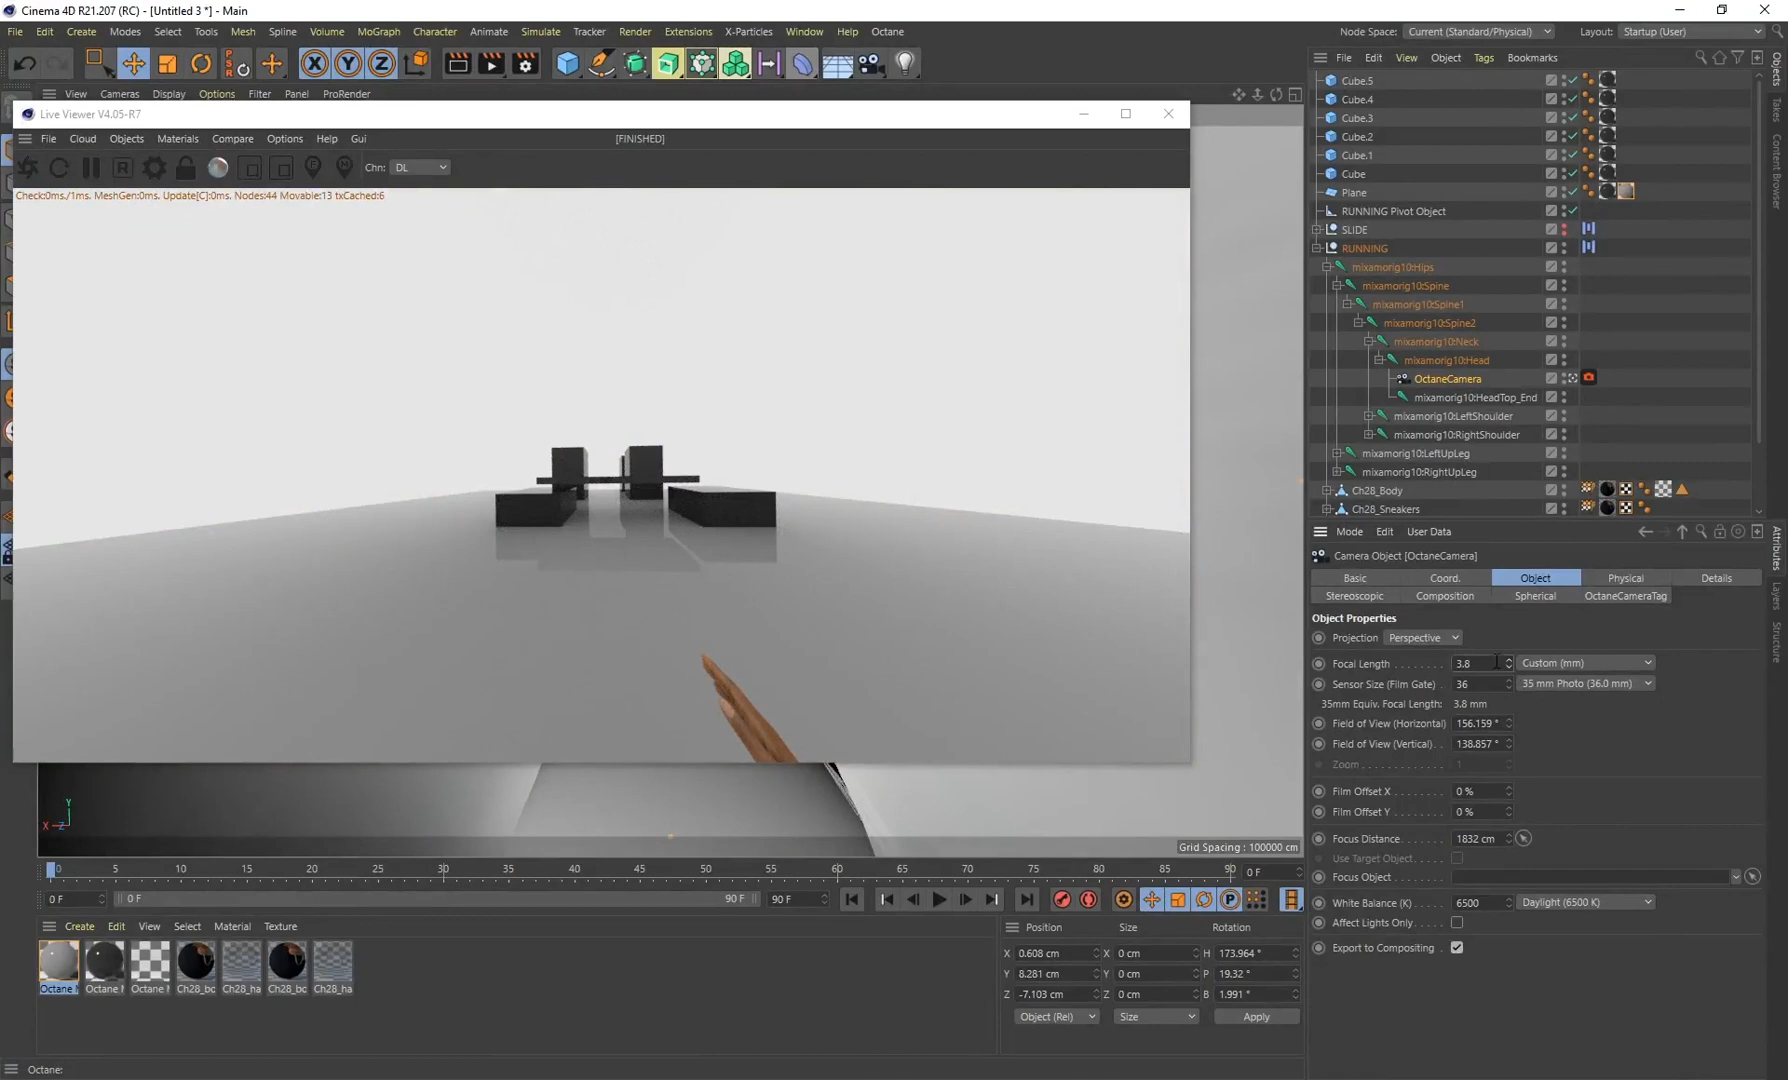 Cinema 4D R21.207 (RC) - [Untitled 3 *] - Main
File Edit Create Modes Select Tools Mesh Spline Volume MoGraph Character Animate Simulate Tracker Render Extensions X-Particles Window Help Octane
Node Space: Current (Standard/Physical) Layout: Startup (User)
View Cameras Display Options Filter Panel ProRender
Live Viewer V4.05-R7
File Cloud Objects Materials Compare Options Help Gui [FINISHED]
Chn: DL
Check:0ms./1ms. MeshGen:0ms. Update[C]:0ms. Nodes:44 Movable:13 txCached:6
Y
X Z
Grid Spacing : 100000 cm
0 5 10 15 20 25 30 35 40 45 50 55 60 65 70 75 80 85 90 0 F
0 F 0 F 90 F 90 F
Create Edit View Select Material Texture
Octane M Octane M Octane M Ch28_bo Ch28_ha Ch28_bo Ch28_ha
Position Size Rotation
X 0.608 cm X 0 cm H 173.964 °
Y 8.281 cm Y 0 cm P 19.32 °
Z -7.103 cm Z 0 cm B 1.991 °
Object (Rel) Size Apply
Octane:
File Edit View Object Tags Bookmarks
Cube.5
Cube.4
Cube.3
Cube.2
Cube.1
Cube
Plane
RUNNING Pivot Object
SLIDE
RUNNING
mixamorig10:Hips
mixamorig10:Spine
mixamorig10:Spine1
mixamorig10:Spine2
mixamorig10:Neck
mixamorig10:Head
OctaneCamera
mixamorig10:HeadTop_End
mixamorig10:LeftShoulder
mixamorig10:RightShoulder
mixamorig10:LeftUpLeg
mixamorig10:RightUpLeg
Ch28_Body
Ch28_Sneakers
Mode Edit User Data
Camera Object [OctaneCamera]
Basic Coord. Object Physical Details
Stereoscopic Composition Spherical OctaneCameraTag
Object Properties
Projection Perspective
Focal Length 3.8 Custom (mm)
Sensor Size (Film Gate) 36 35 mm Photo (36.0 mm)
35mm Equiv. Focal Length: 3.8 mm
Field of View (Horizontal) 156.159 °
Field of View (Vertical) 138.857 °
Zoom 1
Film Offset X 0 %
Film Offset Y 0 %
Focus Distance 1832 cm
Use Target Object
Focus Object
White Balance (K) 6500 Daylight (6500 K)
Affect Lights Only
Export to Compositing
Objects
Takes
Content Browser
Attributes
Layers
Structure